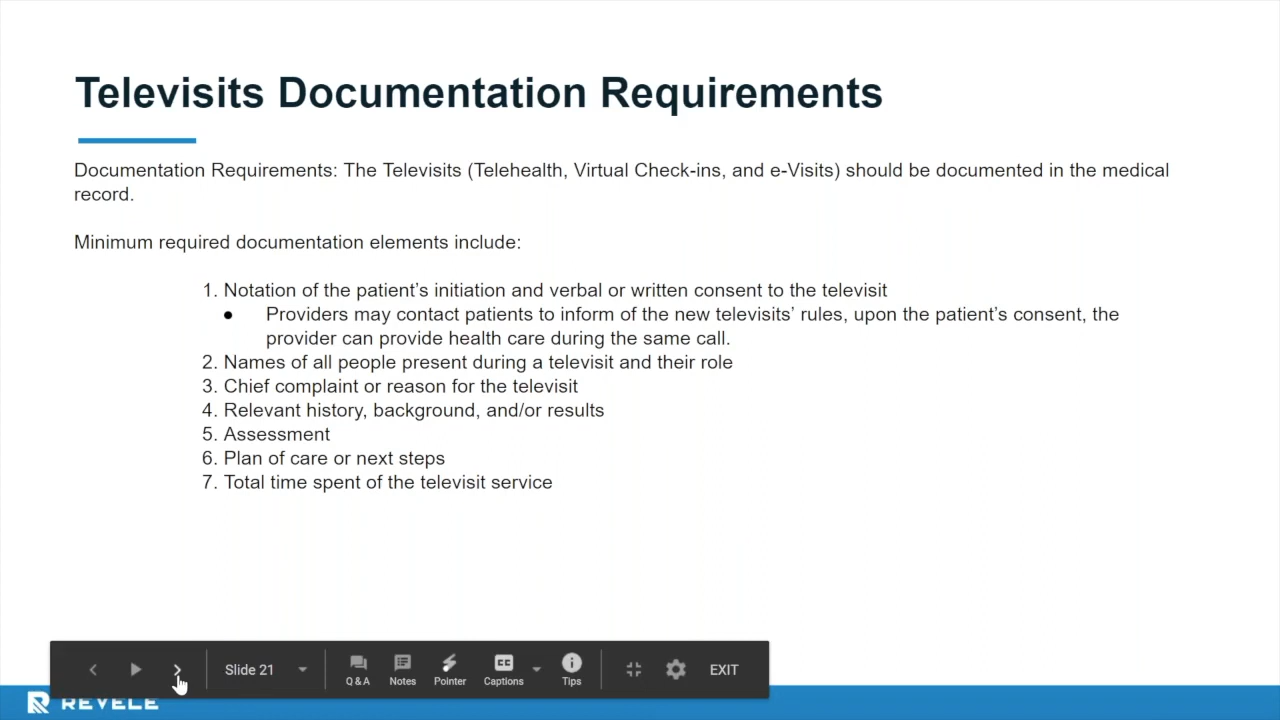 Televisits Documentation Requirements
Documentation Requirements: The Televisits (Telehealth, Virtual Check-ins, and e-Visits) should be documented in the medical
record.
Minimum required documentation elements include:
1. Notation of the patient's initiation and verbal or written consent to the televisit
● Providers may contact patients to inform of the new televisits' rules, upon the patient's consent, the
provider can provide health care during the same call.
2. Names of all people present during a televisit and their role
3. Chief complaint or reason for the televisit
4. Relevant history, background, and/or results
5. Assessment
6. Plan of care or next steps
7. Total time spent of the televisit service
Slide 21
Q & A
Notes
Pointer
CC
Captions
Tips
EXIT
REVELE